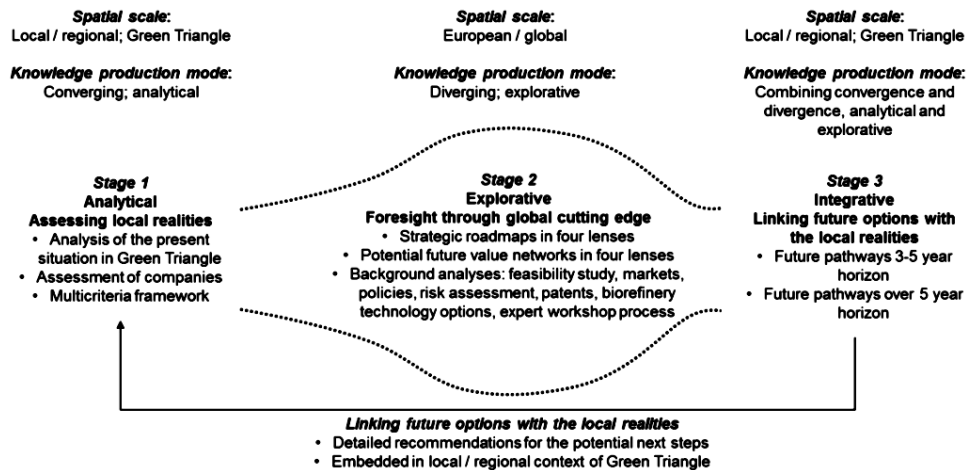 Spatial scale:
Local / regional; Green Triangle
Knowledge production mode:
Converging; analytical
Spatial scale:
European / global
Knowledge production mode:
Diverging; explorative
Spatial scale:
Local / regional; Green Triangle
Knowledge production mode:
Combining convergence and
divergence, analytical and
explorative
Stage 1
Analytical
Assessing local realities
• Analysis of the present
situation in Green Triangle
• Assessment of companies
• Multicriteria framework
Stage 2
Explorative
Foresight through global cutting edge
• Strategic roadmaps in four lenses
• Potential future value networks in four lenses
• Background analyses: feasibility study, markets,
policies, risk assessment, patents, biorefinery
technology options, expert workshop process
Stage 3
Integrative
Linking future options with
the local realities
• Future pathways 3-5 year
horizon
• Future pathways over 5 year
horizon
Linking future options with the local realities
• Detailed recommendations for the potential next steps
• Embedded in local / regional context of Green Triangle